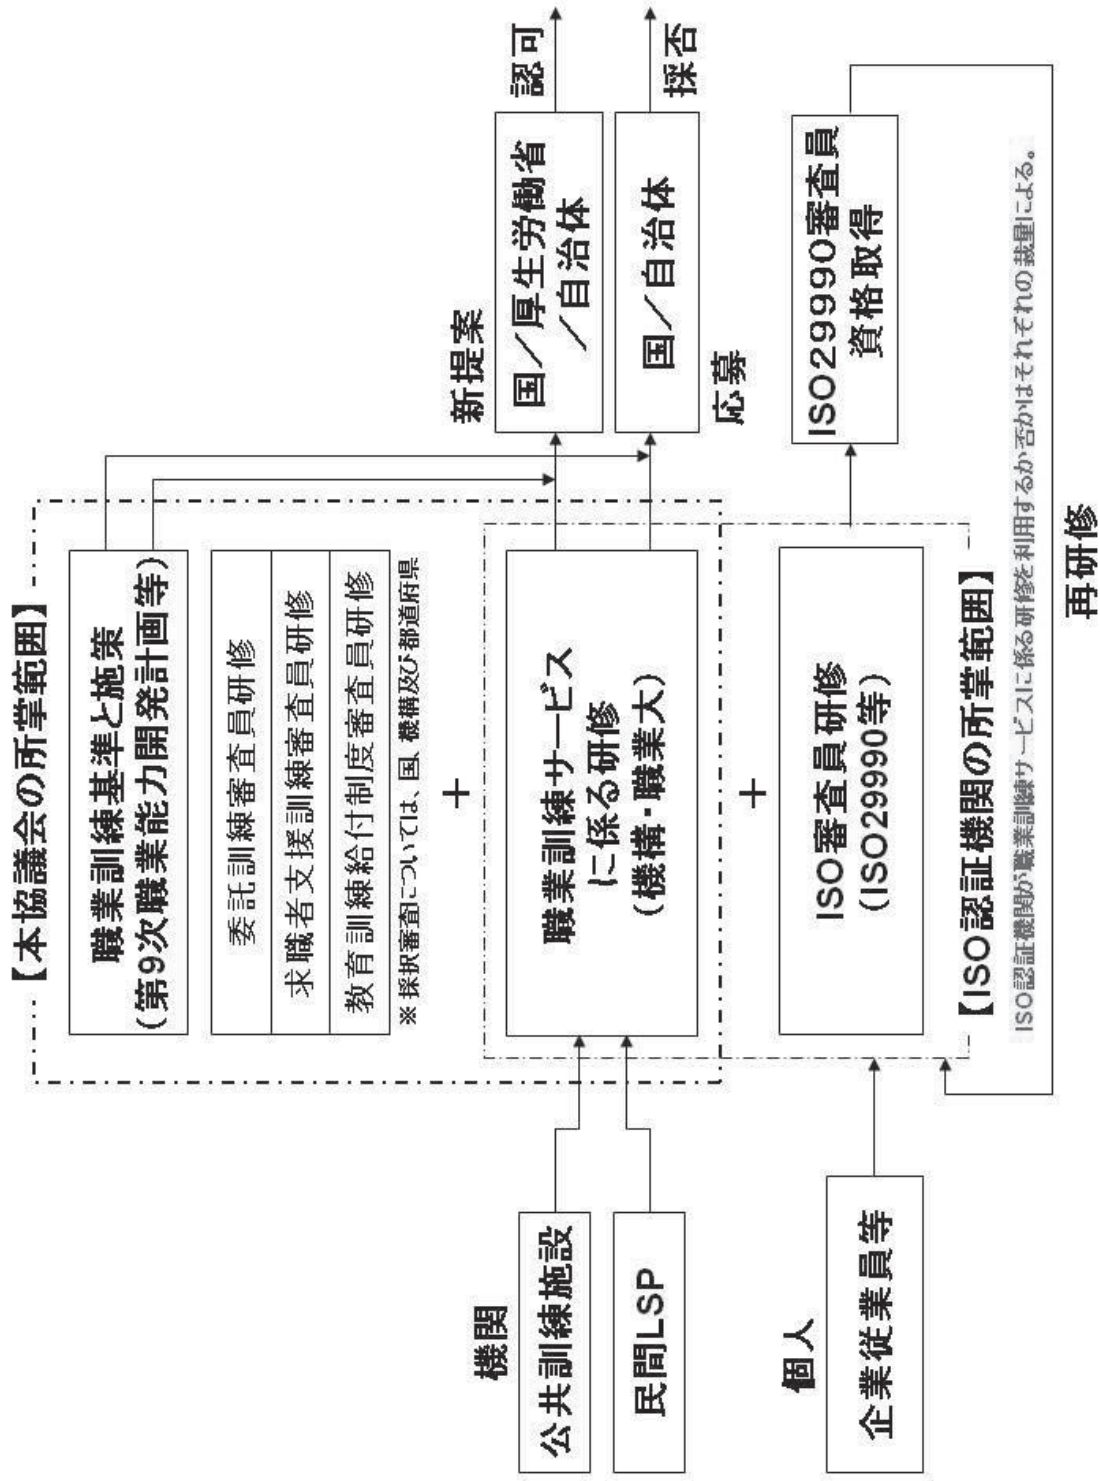 機関
公共訓練施設
民間LSP
個人
企業従業員等
【本協議会の所掌範囲】
職業訓練基準と施策
(第9次職業能力開発計画等)
委託訓練審査員研修
求職者支援訓練審査員研修
教育訓練給付制度審査員研修
※採択審査については、国、機構及び都道府県
+
職業訓練サービス
に係る研修
(機構・職業大)
+
ISO審査員研修
(ISO29990等)
【ISO認証機関の所掌範囲】
ISO認証機関が職業訓練サービスに係る研修を利用するか否かはそれぞれの裁量による。
再研修
新提案
国/厚生労働省
/自治体
認可
国/自治体
採否
応募
ISO29990審査員
資格取得